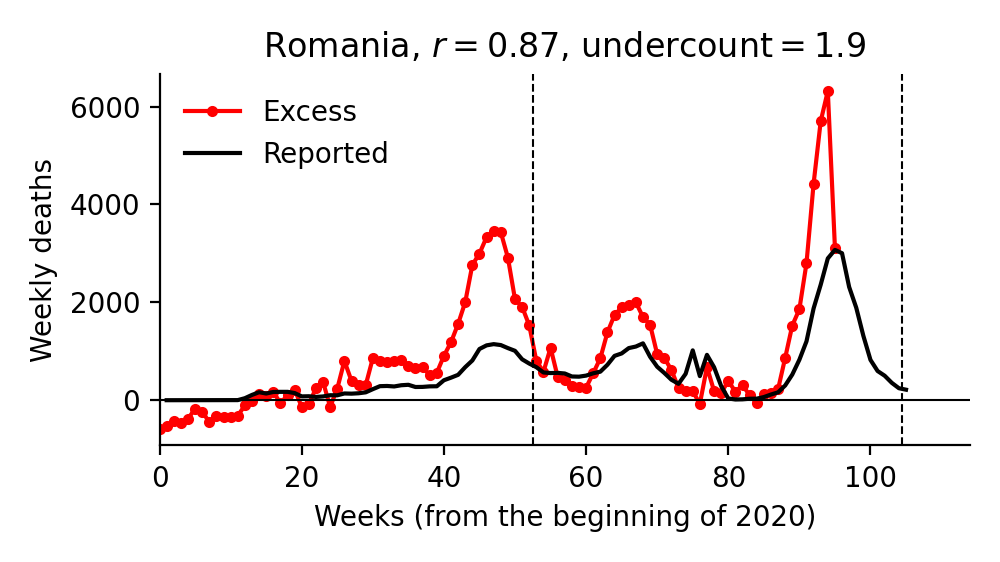 Romania, r = 0.87, undercount = 1.9
Excess
Reported
Weekly deaths
6000
4000
2000
0
0 20 40 60 80 100
Weeks (from the beginning of 2020)